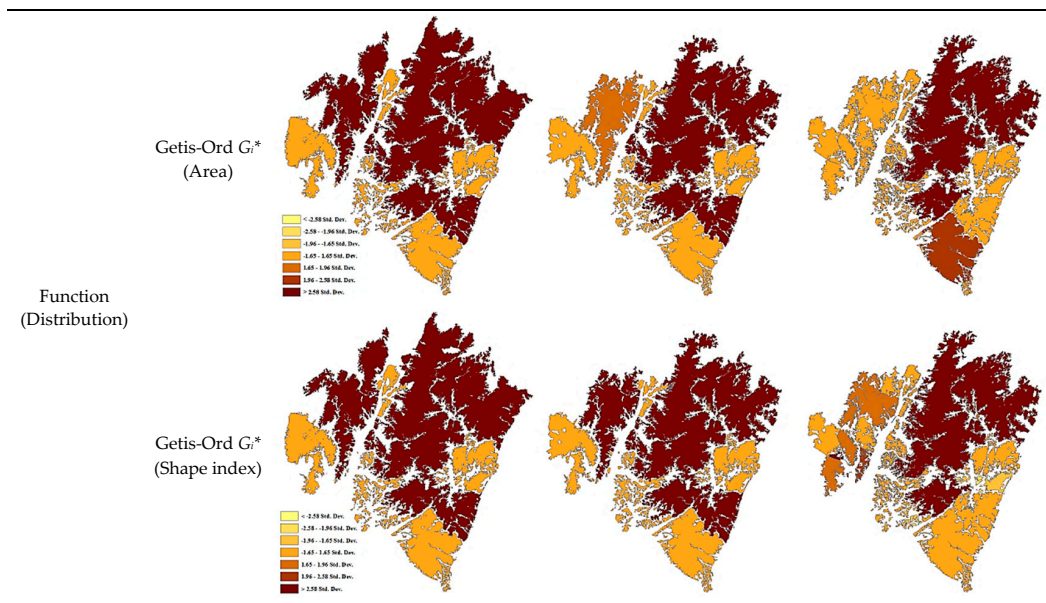 Getis-Ord Gi*
(Area)
< -2.58 Std. Dev.
-2.58 - -1.96 Std. Dev.
-1.96 - -1.65 Std. Dev.
-1.65 - 1.65 Std. Dev.
1.65 - 1.96 Std. Dev.
1.96 - 2.58 Std. Dev.
> 2.58 Std. Dev.
Function
(Distribution)
Getis-Ord Gi*
(Shape index)
< -2.58 Std. Dev.
-2.58 - -1.96 Std. Dev.
-1.96 - -1.65 Std. Dev.
-1.65 - 1.65 Std. Dev.
1.65 - 1.96 Std. Dev.
1.96 - 2.58 Std. Dev.
> 2.58 Std. Dev.